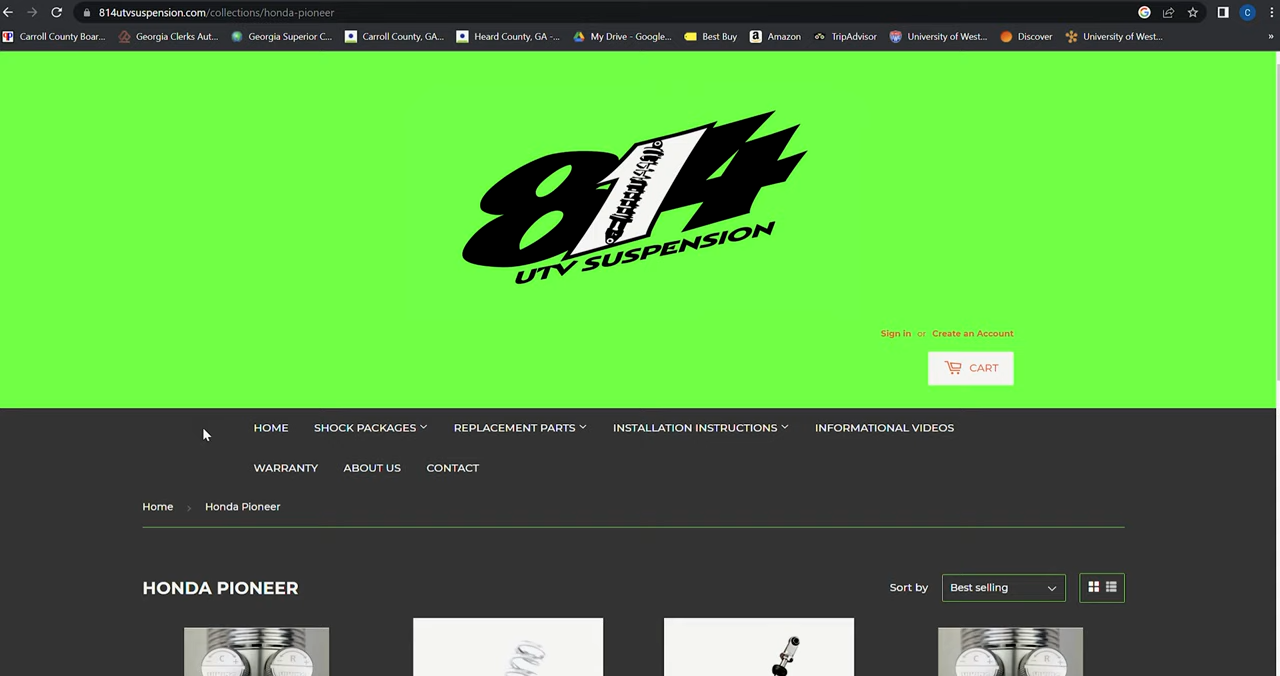 814utvsuspension.com/collections/honda-pioneer
C
Carroll County Boar... Georgia Clerks Aut... Georgia Superior C... Carroll County, GA... Heard County, GA -... My Drive - Google... Best Buy Amazon TripAdvisor University of West... Discover University of West... »
814
UTV SUSPENSION
Sign in or Create an Account
CART
HOME SHOCK PACKAGES REPLACEMENT PARTS INSTALLATION INSTRUCTIONS INFORMATIONAL VIDEOS
WARRANTY ABOUT US CONTACT
Home › Honda Pioneer
HONDA PIONEER
Sort by Best selling
C R C R